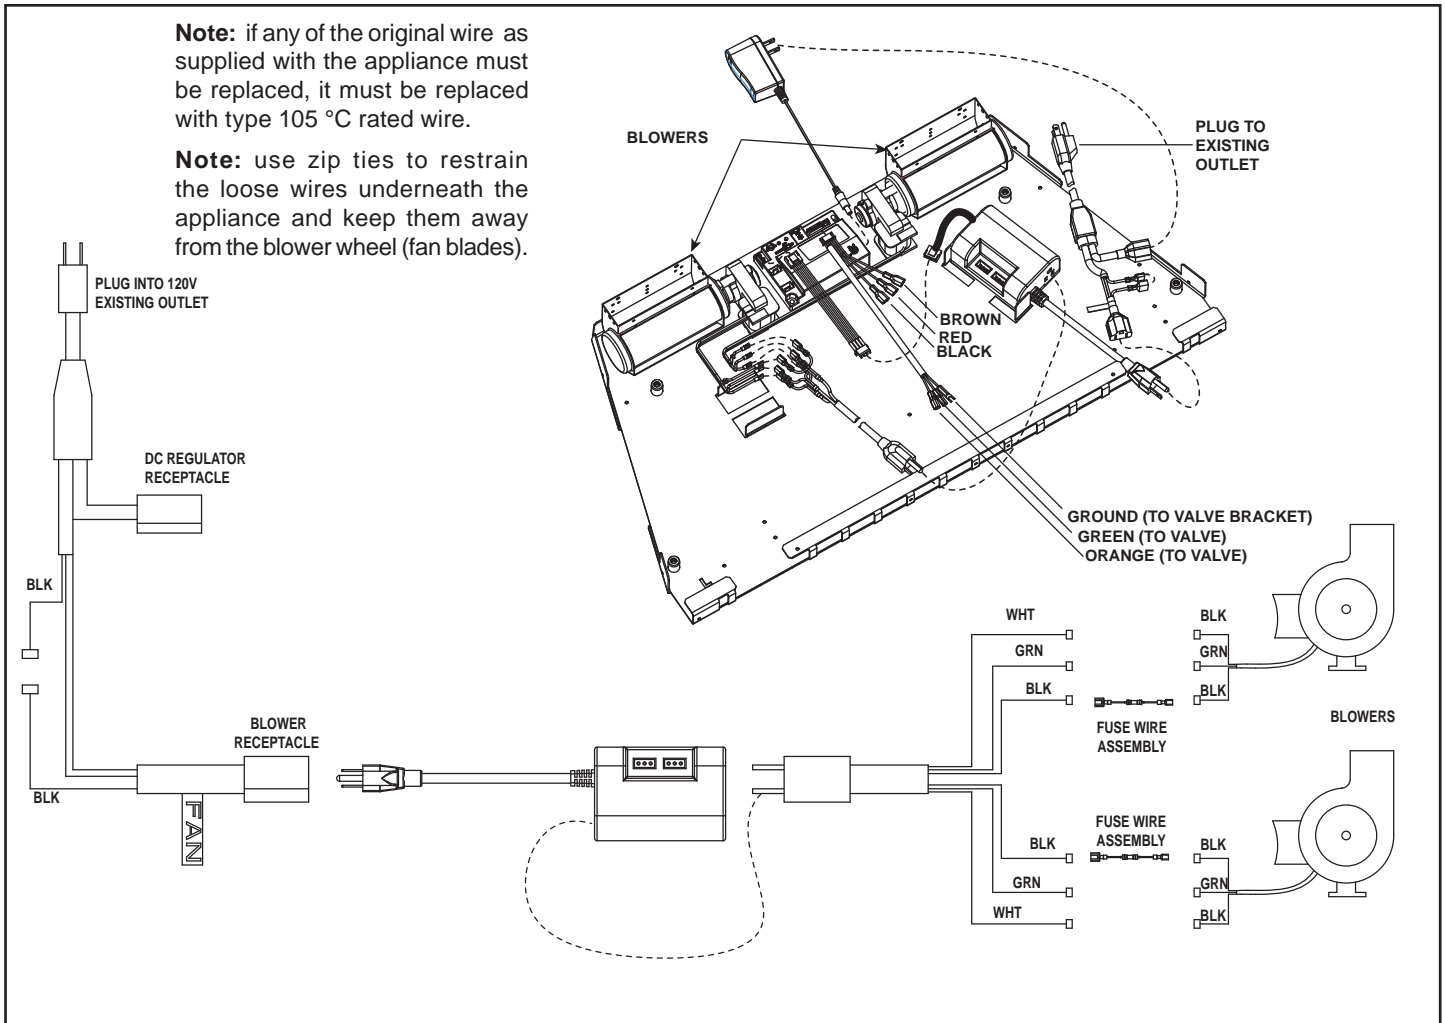 Note: if any of the original wire as
supplied with the appliance must
be replaced, it must be replaced
with type 105 °C rated wire.
Note: use zip ties to restrain
the loose wires underneath the
appliance and keep them away
from the blower wheel (fan blades).
BLOWERS
PLUG TO
EXISTING
OUTLET
BROWN
RED
BLACK
GROUND (TO VALVE BRACKET)
GREEN (TO VALVE)
ORANGE (TO VALVE)
PLUG INTO 120V
EXISTING OUTLET
DC REGULATOR
RECEPTACLE
BLK
BLK
BLOWER
RECEPTACLE
FAN
WHT
GRN
BLK
FUSE WIRE
ASSEMBLY
BLK
GRN
BLK
BLOWERS
FUSE WIRE
ASSEMBLY
BLK
GRN
WHT
BLK
GRN
BLK